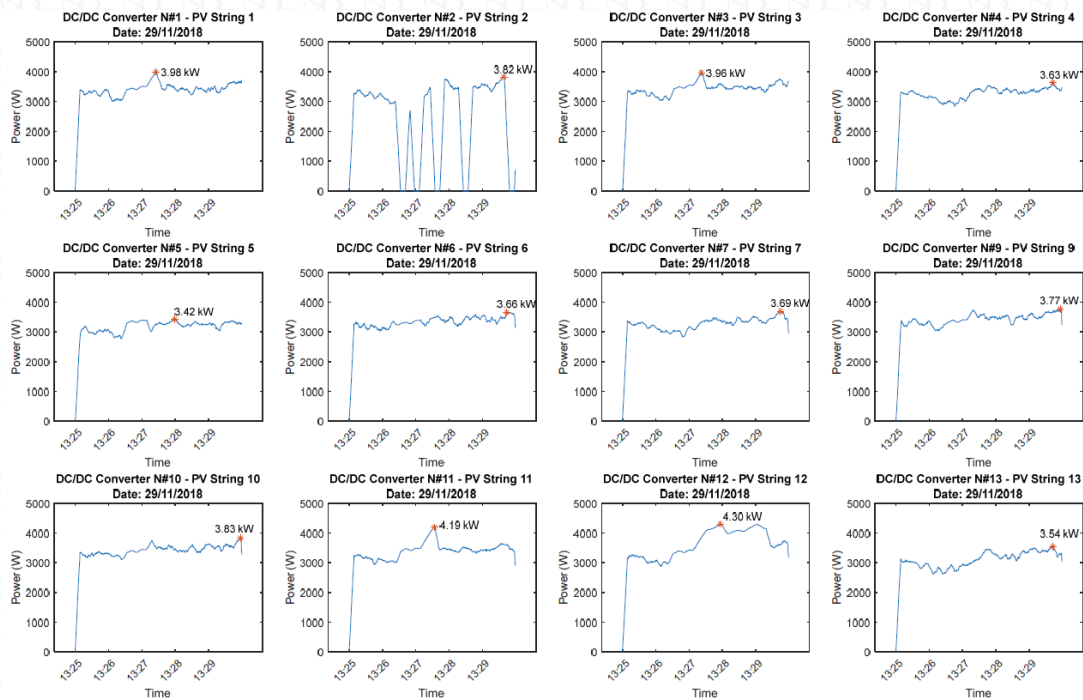 DC/DC Converter N#1 - PV String 1
Date: 29/11/2018
5000
4000
3000
2000
1000
0
Power (W)
3.98 kW
13:25
13:26
13:27
13:28
13:29
Time
DC/DC Converter N#2 - PV String 2
Date: 29/11/2018
5000
4000
3000
2000
1000
0
Power (W)
3.82 kW
13:25
13:26
13:27
13:28
13:29
Time
DC/DC Converter N#3 - PV String 3
Date: 29/11/2018
5000
4000
3000
2000
1000
0
Power (W)
3.96 kW
13:25
13:26
13:27
13:28
13:29
Time
DC/DC Converter N#4 - PV String 4
Date: 29/11/2018
5000
4000
3000
2000
1000
0
Power (W)
3.63 kW
13:25
13:26
13:27
13:28
13:29
Time
DC/DC Converter N#5 - PV String 5
Date: 29/11/2018
5000
4000
3000
2000
1000
0
Power (W)
3.42 kW
13:25
13:26
13:27
13:28
13:29
Time
DC/DC Converter N#6 - PV String 6
Date: 29/11/2018
5000
4000
3000
2000
1000
0
Power (W)
3.66 kW
13:25
13:26
13:27
13:28
13:29
Time
DC/DC Converter N#7 - PV String 7
Date: 29/11/2018
5000
4000
3000
2000
1000
0
Power (W)
3.69 kW
13:25
13:26
13:27
13:28
13:29
Time
DC/DC Converter N#9 - PV String 9
Date: 29/11/2018
5000
4000
3000
2000
1000
0
Power (W)
3.77 kW
13:25
13:26
13:27
13:28
13:29
Time
DC/DC Converter N#10 - PV String 10
Date: 29/11/2018
5000
4000
3000
2000
1000
0
Power (W)
3.83 kW
13:25
13:26
13:27
13:28
13:29
Time
DC/DC Converter N#11 - PV String 11
Date: 29/11/2018
5000
4000
3000
2000
1000
0
Power (W)
4.19 kW
13:25
13:26
13:27
13:28
13:29
Time
DC/DC Converter N#12 - PV String 12
Date: 29/11/2018
5000
4000
3000
2000
1000
0
Power (W)
4.30 kW
13:25
13:26
13:27
13:28
13:29
Time
DC/DC Converter N#13 - PV String 13
Date: 29/11/2018
5000
4000
3000
2000
1000
0
Power (W)
3.54 kW
13:25
13:26
13:27
13:28
13:29
Time